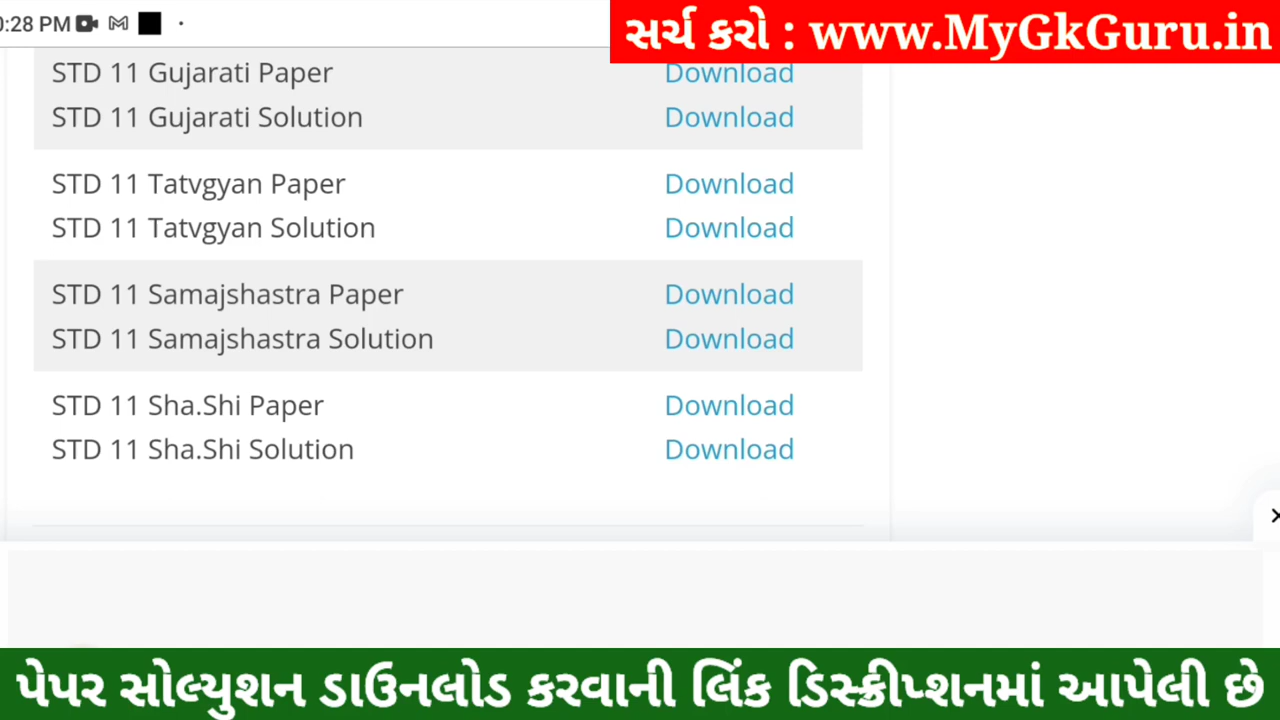 0:28 PM
સર્ચ કરો : www.MyGkGuru.in
STD 11 Gujarati Paper Download
STD 11 Gujarati Solution Download
STD 11 Tatvgyan Paper Download
STD 11 Tatvgyan Solution Download
STD 11 Samajshastra Paper Download
STD 11 Samajshastra Solution Download
STD 11 Sha.Shi Paper Download
STD 11 Sha.Shi Solution Download
પેપર સોલ્યુશન ડાઉનલોડ કરવાની લિંક ડિસ્ક્રીપ્શનમાં આપેલી છે